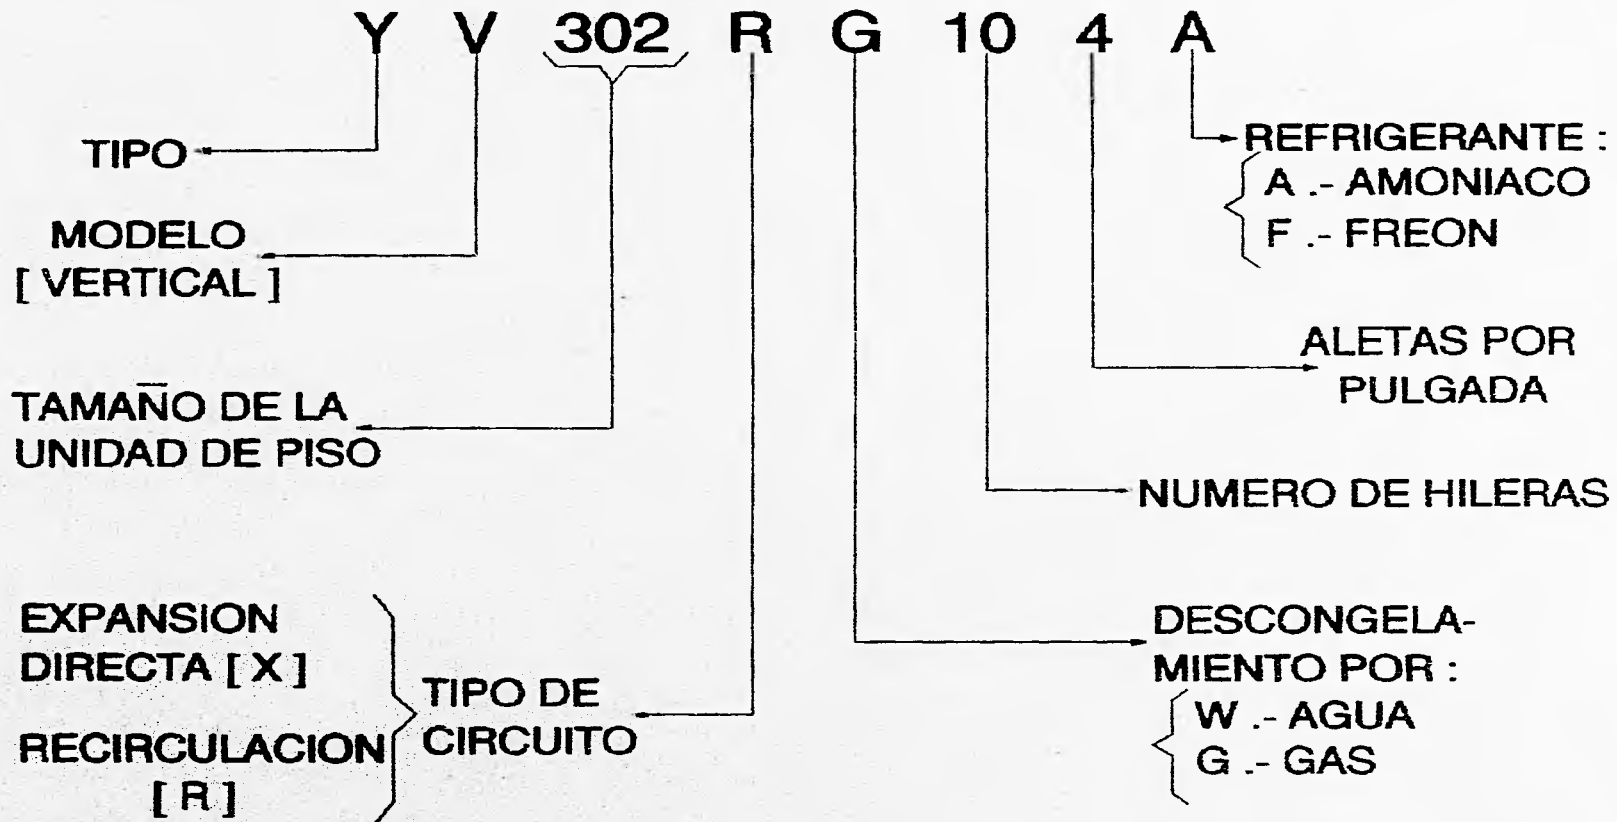 Y V 302 R G 10 4 A
TIPO
MODELO
[ VERTICAL ]
TAMAÑO DE LA
UNIDAD DE PISO
EXPANSION
DIRECTA [ X ]
RECIRCULACION
[ R ]
TIPO DE
CIRCUITO
REFRIGERANTE :
A .- AMONIACO
F .- FREON
ALETAS POR
PULGADA
NUMERO DE HILERAS
DESCONGELA-
MIENTO POR :
W .- AGUA
G .- GAS